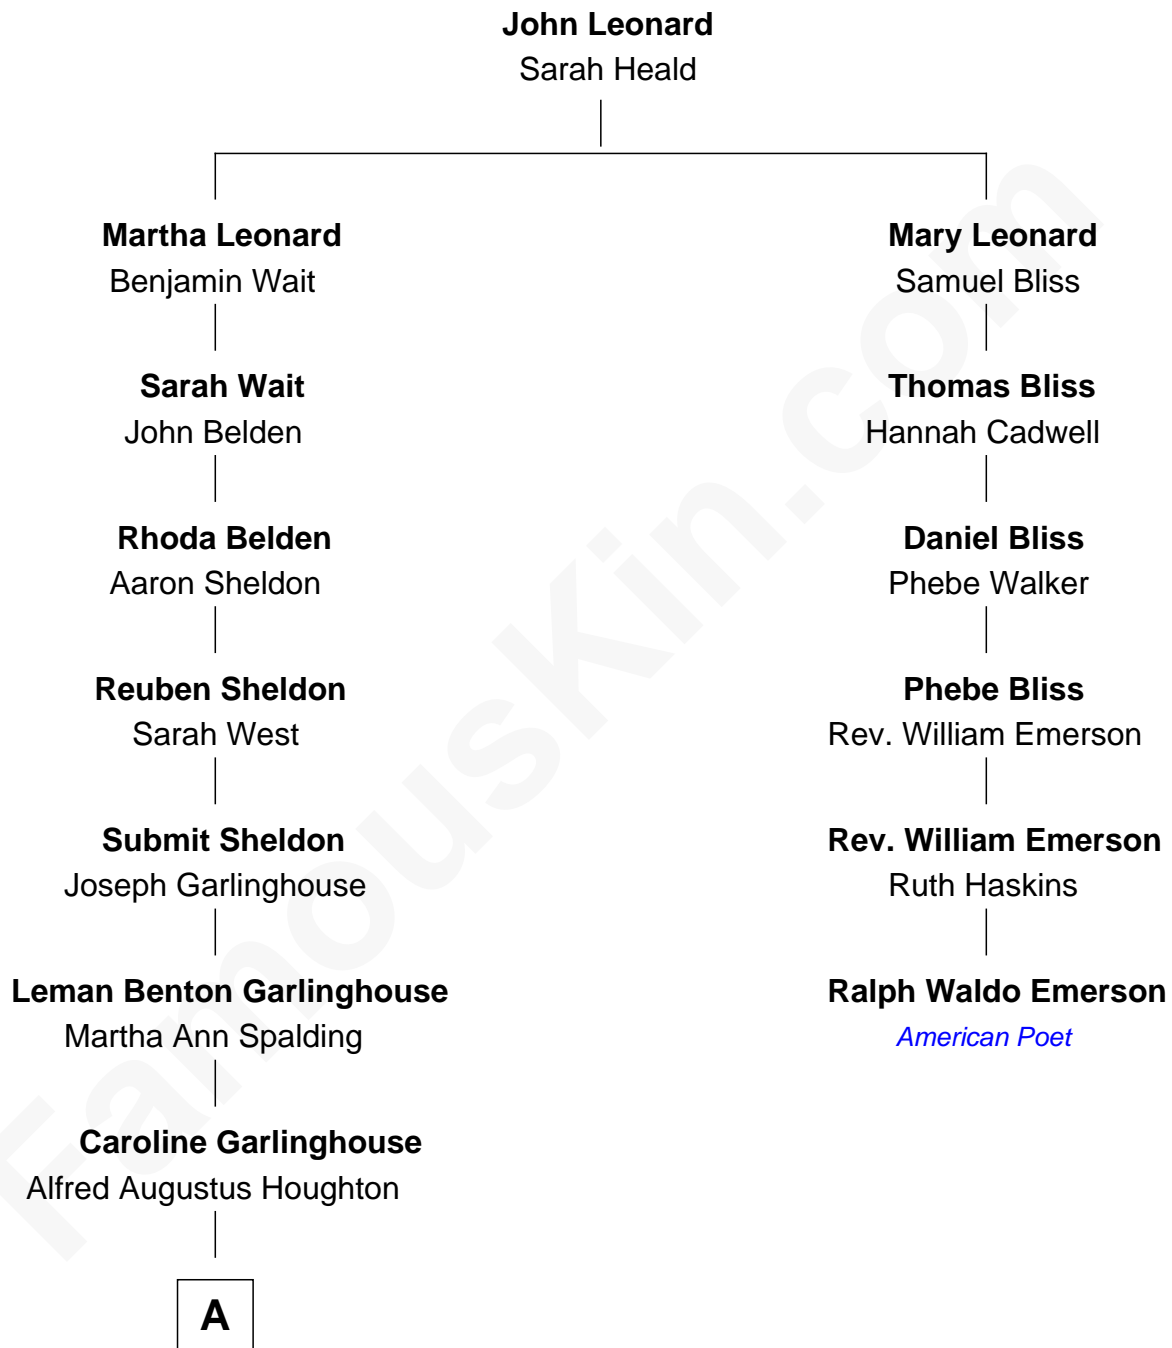 John Leonard
Sarah Heald
Martha Leonard
Benjamin Wait
Mary Leonard
Samuel Bliss
Sarah Wait
John Belden
Thomas Bliss
Hannah Cadwell
Rhoda Belden
Aaron Sheldon
Daniel Bliss
Phebe Walker
Reuben Sheldon
Sarah West
Phebe Bliss
Rev. William Emerson
Submit Sheldon
Joseph Garlinghouse
Rev. William Emerson
Ruth Haskins
Leman Benton Garlinghouse
Martha Ann Spalding
Ralph Waldo Emerson
American Poet
Caroline Garlinghouse
Alfred Augustus Houghton
A
FamousKin.com